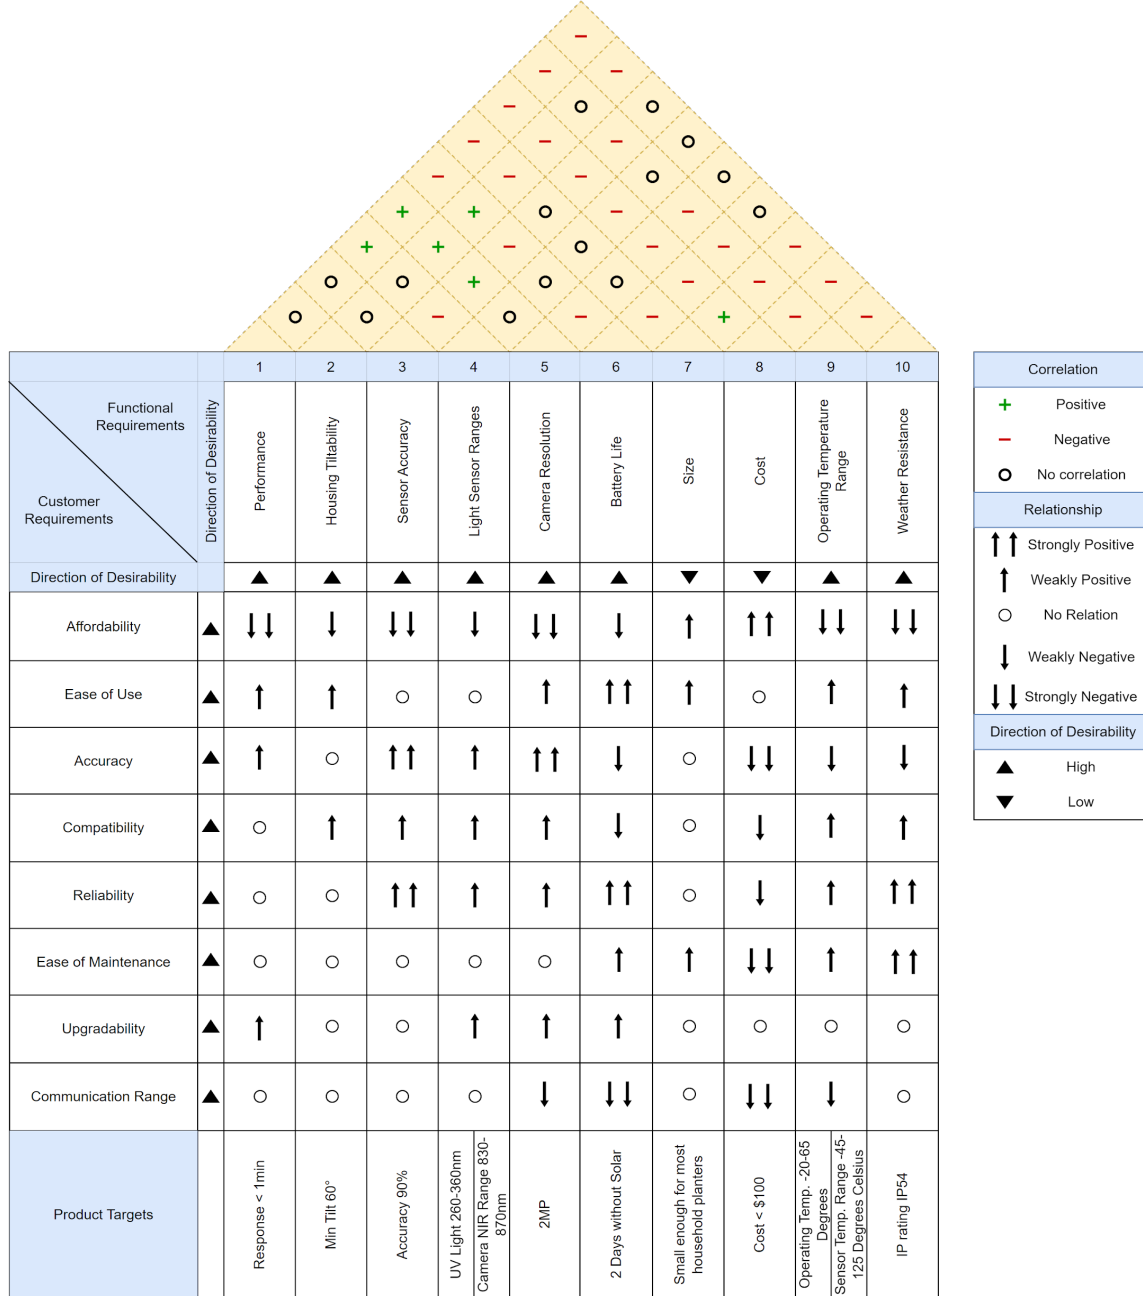 1 2 3 4 5 6 7 8 9 10
Functional
Requirements
Customer
Requirements
Direction of Desirability
Performance
Housing Tiltability
Sensor Accuracy
Light Sensor Ranges
Camera Resolution
Battery Life
Size
Cost
Operating Temperature
Range
Weather Resistance
Direction of Desirability
Affordability
Ease of Use
Accuracy
Compatibility
Reliability
Ease of Maintenance
Upgradability
Communication Range
Product Targets
Response < 1min
Min Tilt 60°
Accuracy 90%
UV Light 260-360nm
Camera NIR Range 830-
870nm
2MP
2 Days without Solar
Small enough for most
household planters
Cost < $100
Operating Temp. -20-65
Degrees
Sensor Temp. Range -45-
125 Degrees Celsius
IP rating IP54
Correlation
Positive
Negative
No correlation
Relationship
Strongly Positive
Weakly Positive
No Relation
Weakly Negative
Strongly Negative
Direction of Desirability
High
Low